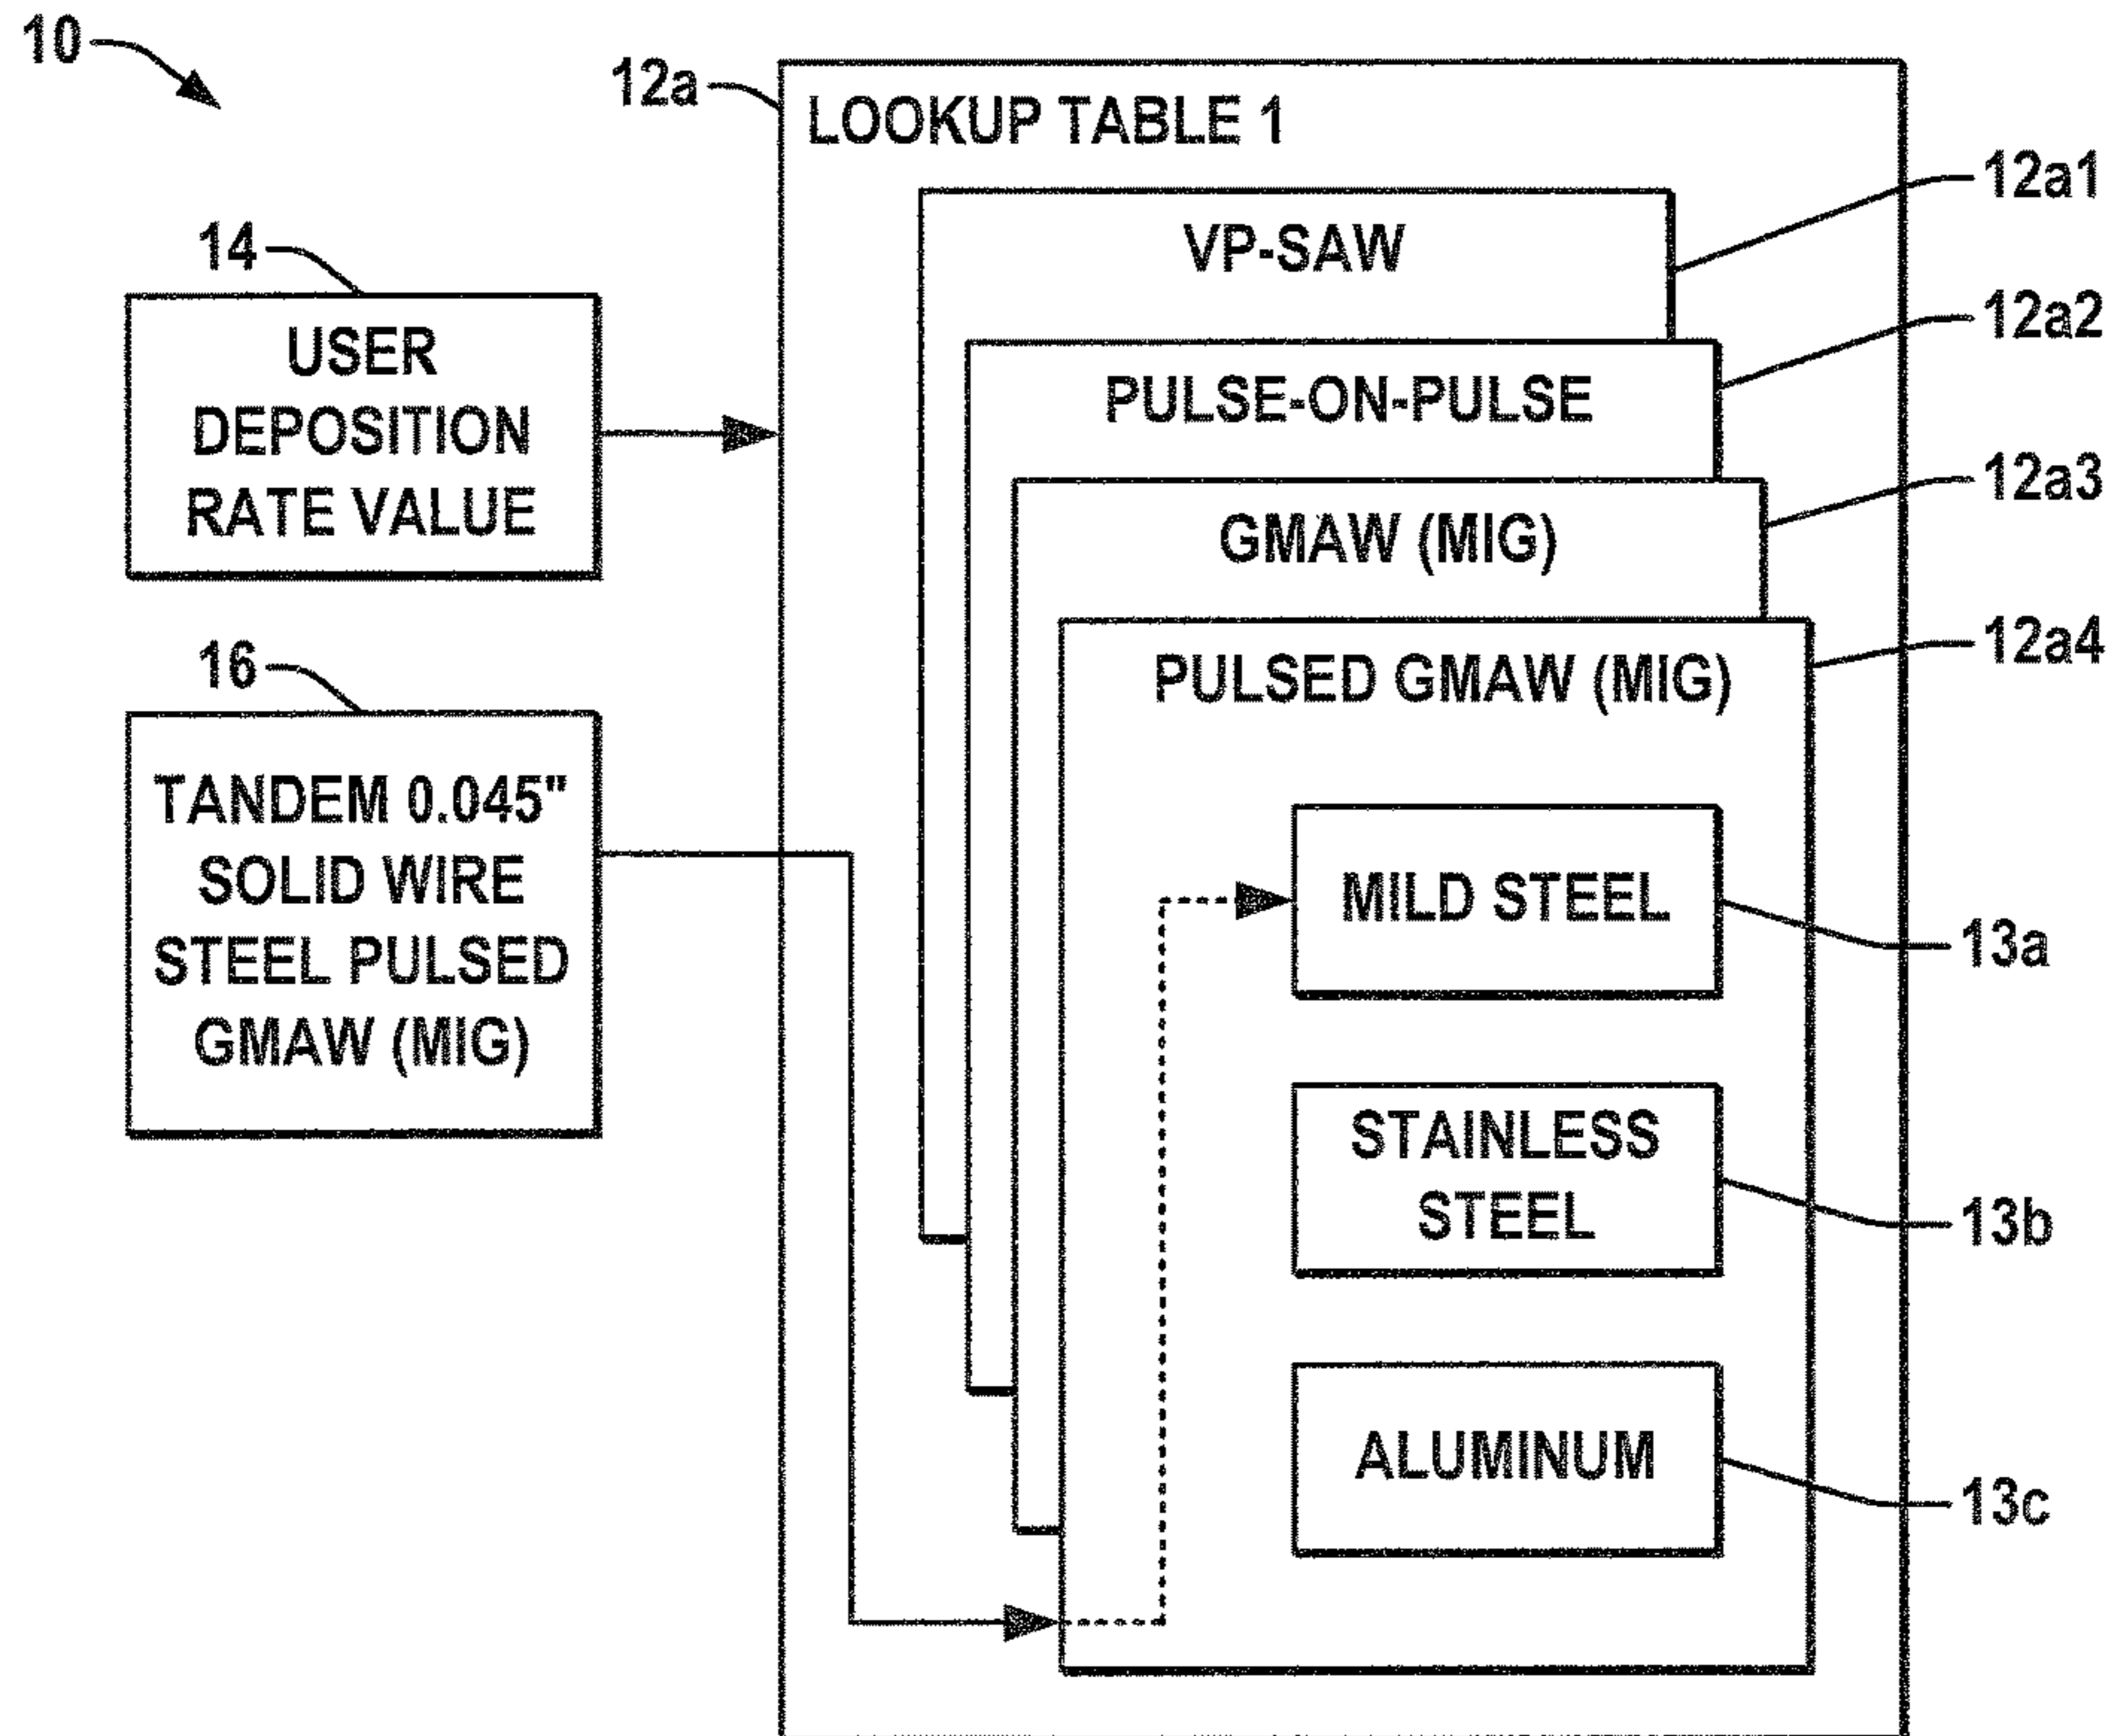 10
12a
LOOKUP TABLE 1
12a1
VP-SAW
14
12a2
USER
DEPOSITION
RATE VALUE
PULSE-ON-PULSE
12a3
GMAW (MIG)
12a4
16
PULSED GMAW (MIG)
TANDEM 0.045"
SOLID WIRE
STEEL PULSED
GMAW (MIG)
MILD STEEL
13a
STAINLESS
STEEL
13b
ALUMINUM
13c